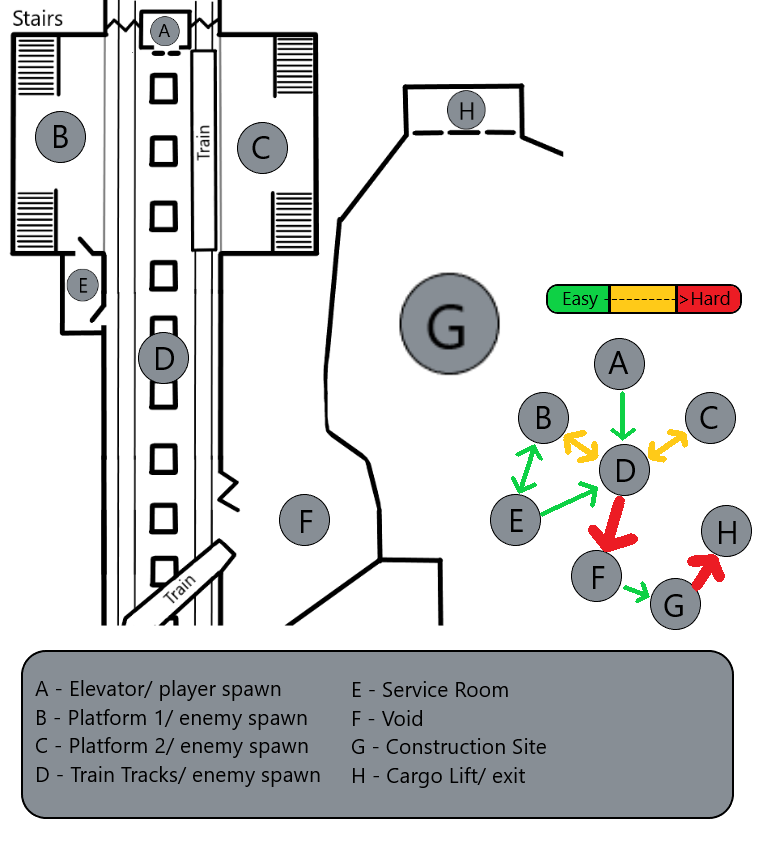 Stairs
A
B
C
Train
H
E
G
D
F
Train
Easy ---------->Hard
A
B
C
D
E
F
G
H
A - Elevator/ player spawn
B - Platform 1/ enemy spawn
C - Platform 2/ enemy spawn
D - Train Tracks/ enemy spawn
E - Service Room
F - Void
G - Construction Site
H - Cargo Lift/ exit